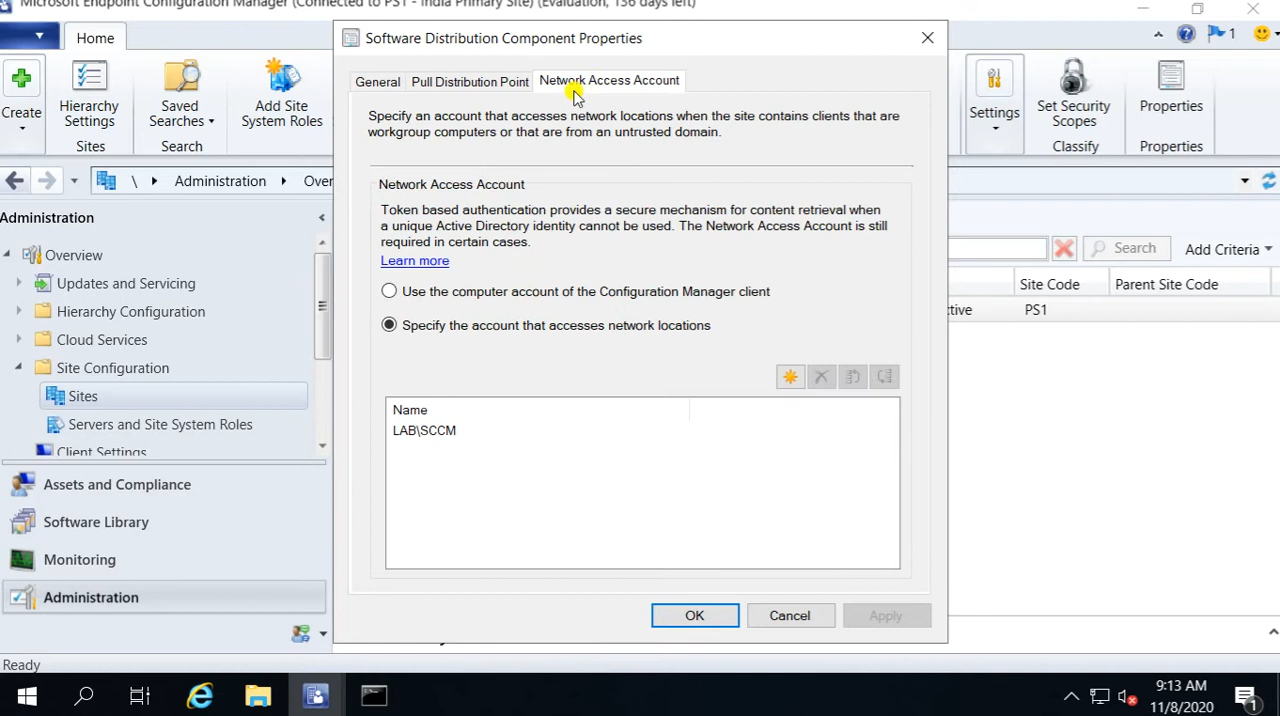 Microsoft Endpoint Configuration Manager (Connected to PS1 - India Primary Site) (Evaluation, 136 days left)
Home
1
Create
Hierarchy
Settings
Sites
Saved
Searches
Search
Add Site
System Roles
Settings
Set Security
Scopes
Classify
Properties
Properties
\ Administration Over
Administration
Overview
Updates and Servicing
Hierarchy Configuration
Cloud Services
Site Configuration
Sites
Servers and Site System Roles
Client Settings
Assets and Compliance
Software Library
Monitoring
Administration
Ready
Software Distribution Component Properties
General Pull Distribution Point Network Access Account
Specify an account that accesses network locations when the site contains clients that are
workgroup computers or that are from an untrusted domain.
Network Access Account
Token based authentication provides a secure mechanism for content retrieval when
a unique Active Directory identity cannot be used. The Network Access Account is still
required in certain cases.
Learn more
Use the computer account of the Configuration Manager client
Specify the account that accesses network locations
Name
LAB\SCCM
OK Cancel Apply
Search Add Criteria
Site Code Parent Site Code
ctive PS1
9:13 AM
11/8/2020
1